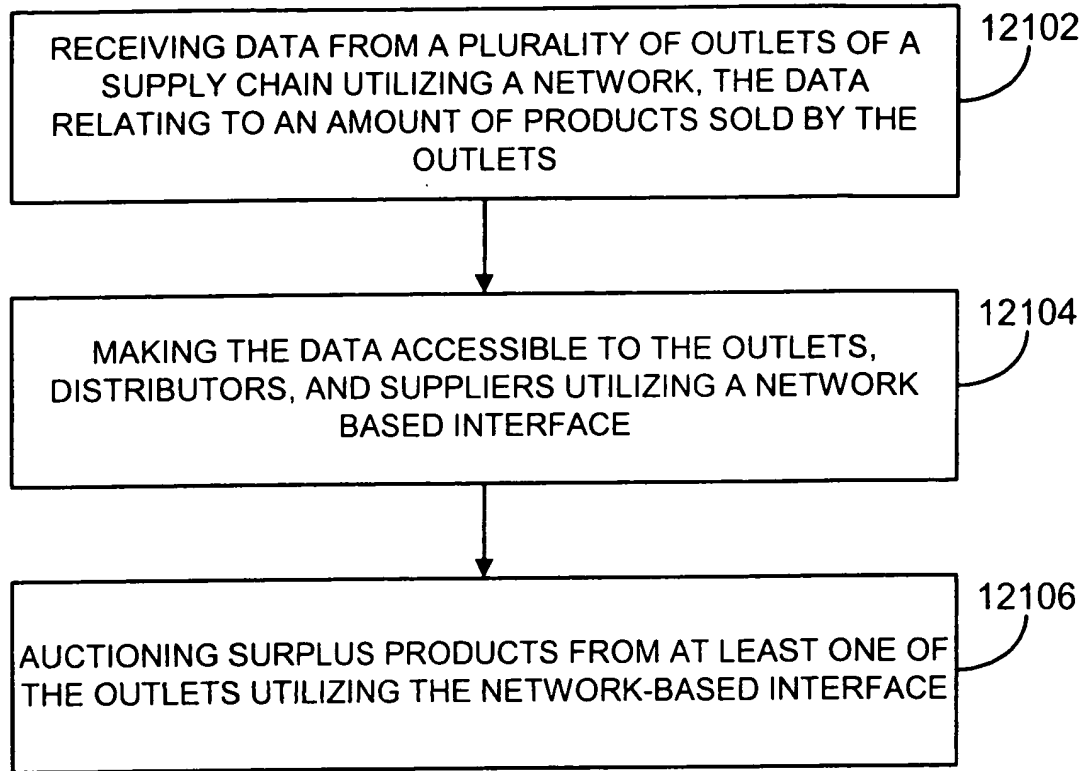 RECEIVING DATA FROM A PLURALITY OF OUTLETS OF A
SUPPLY CHAIN UTILIZING A NETWORK, THE DATA
RELATING TO AN AMOUNT OF PRODUCTS SOLD BY THE
OUTLETS
12102
MAKING THE DATA ACCESSIBLE TO THE OUTLETS,
DISTRIBUTORS, AND SUPPLIERS UTILIZING A NETWORK
BASED INTERFACE
12104
AUCTIONING SURPLUS PRODUCTS FROM AT LEAST ONE OF
THE OUTLETS UTILIZING THE NETWORK-BASED INTERFACE
12106